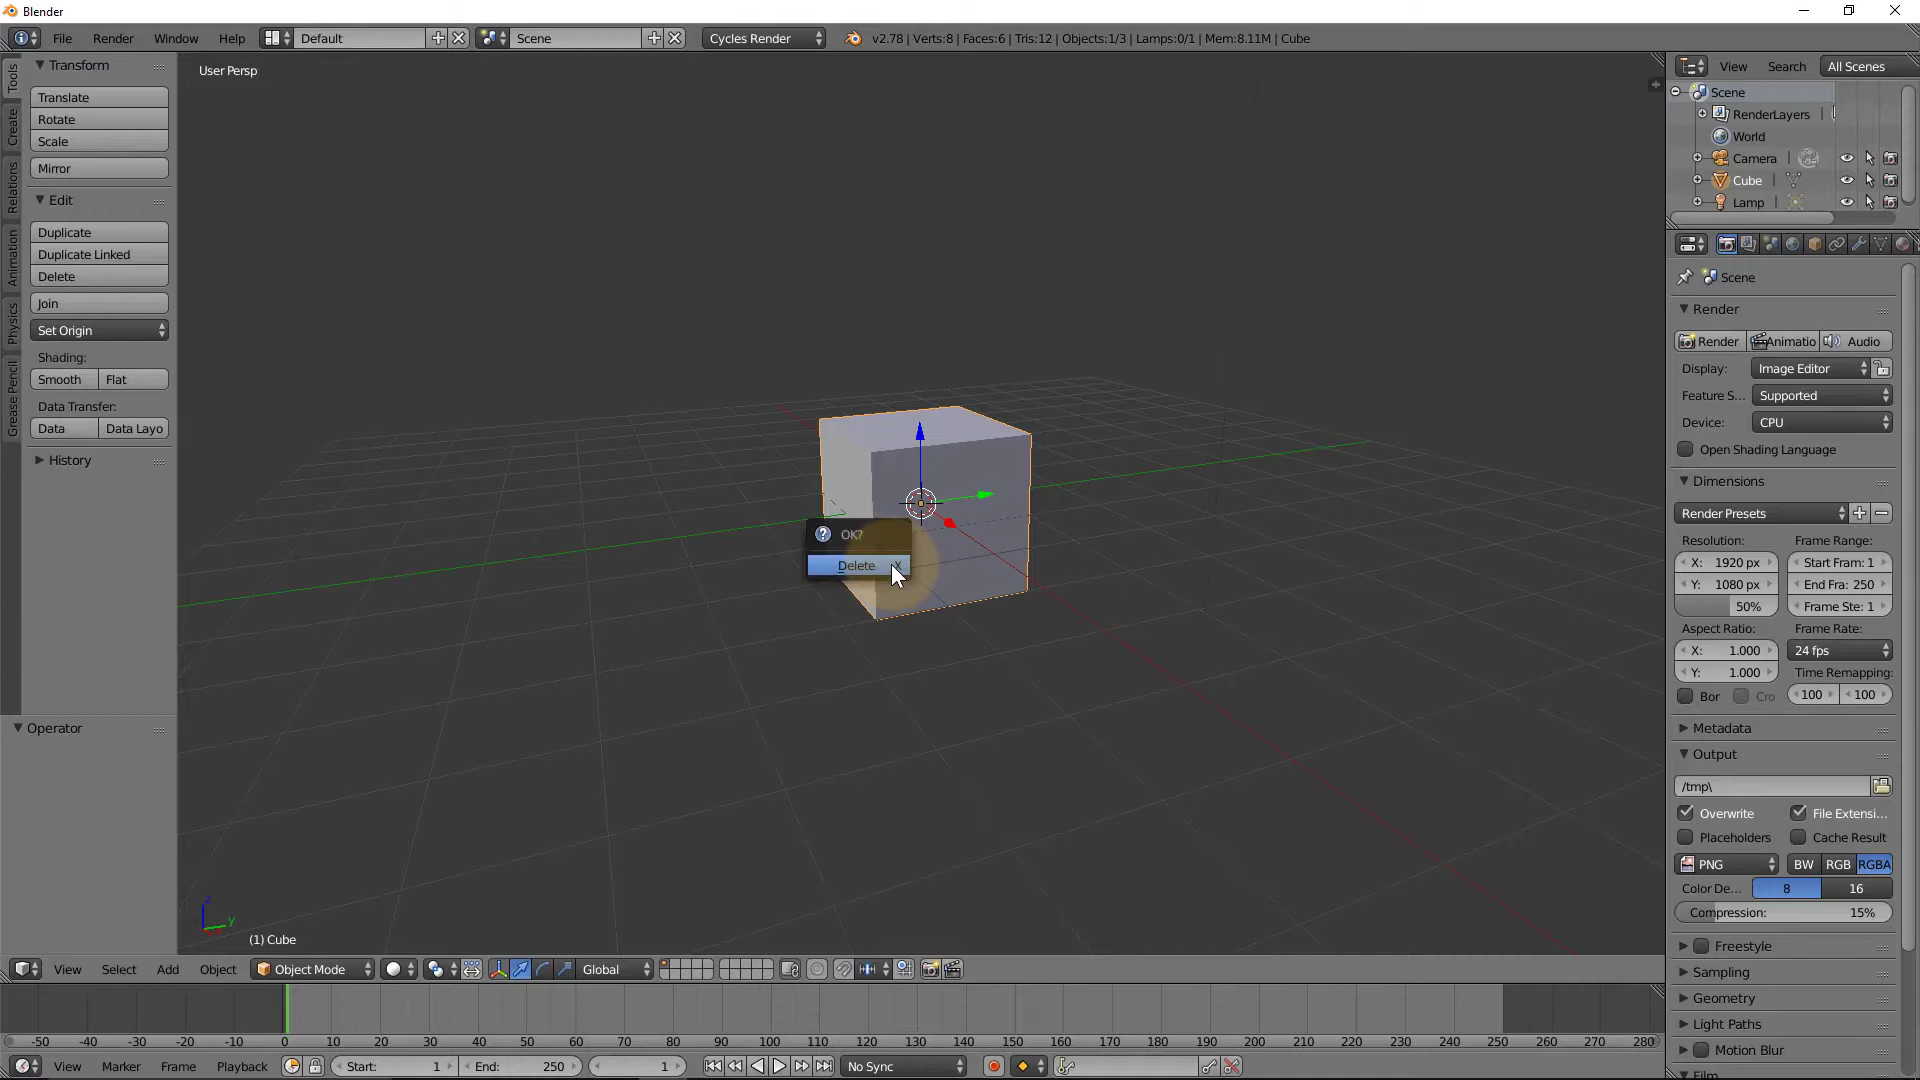 Blender
File Render Window Help Default Scene Cycles Render v2.78 | Verts:8 | Faces:6 | Tris:12 | Objects:1/3 | Lamps:0/1 | Mem:8.11M | Cube
Tools
Create
Relations
Animation
Physics
Grease Pencil
Transform
Translate
Rotate
Scale
Mirror
Edit
Duplicate
Duplicate Linked
Delete
Join
Set Origin
Shading:
Smooth Flat
Data Transfer:
Data Data Layo
History
Operator
User Persp
OK?
Delete X
z
y
(1) Cube
View Search All Scenes
Scene
RenderLayers |
World
Camera |
Cube |
Lamp |
Scene
Render
Render Animatio Audio
Display: Image Editor
Feature S... Supported
Device: CPU
Open Shading Language
Dimensions
Render Presets
Resolution: Frame Range:
X: 1920 px Start Fram: 1
Y: 1080 px End Fra: 250
50% Frame Ste: 1
Aspect Ratio: Frame Rate:
X: 1.000 24 fps
Y: 1.000 Time Remapping:
Bor Cro 100 100
Metadata
Output
/tmp\
Overwrite File Extensi...
Placeholders Cache Result
PNG BW RGB RGBA
Color De... 8 16
Compression: 15%
Freestyle
Sampling
Geometry
Light Paths
Motion Blur
Film
View Select Add Object Object Mode Global
-50 -40 -30 -20 -10 0 10 20 30 40 50 60 70 80 90 100 110 120 130 140 150 160 170 180 190 200 210 220 230 240 250 260 270 280
View Marker Frame Playback Start: 1 End: 250 1 No Sync